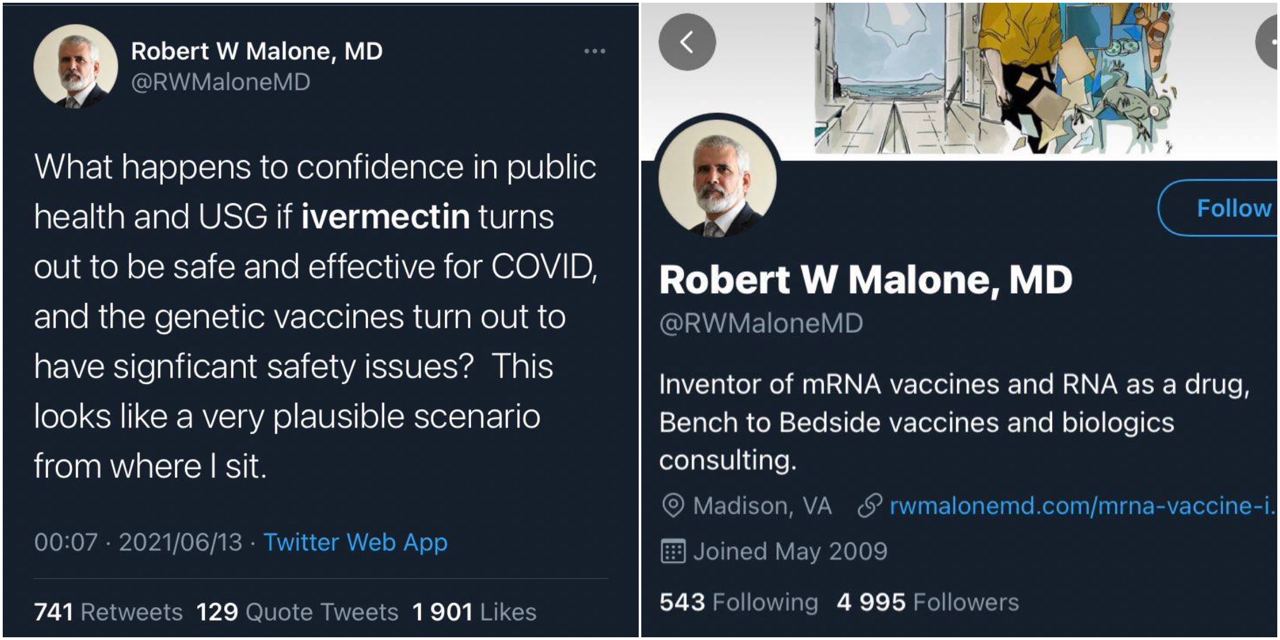 Robert W Malone, MD
@RWMaloneMD
What happens to confidence in public
health and USG if ivermectin turns
out to be safe and effective for COVID,
and the genetic vaccines turn out to
have signficant safety issues? This
looks like a very plausible scenario
from where I sit.
00:07 · 2021/06/13 · Twitter Web App
741 Retweets 129 Quote Tweets 1 901 Likes
Follow
Robert W Malone, MD
@RWMaloneMD
Inventor of mRNA vaccines and RNA as a drug,
Bench to Bedside vaccines and biologics
consulting.
Madison, VA rwmalonemd.com/mrna-vaccine-i.
Joined May 2009
543 Following 4 995 Followers